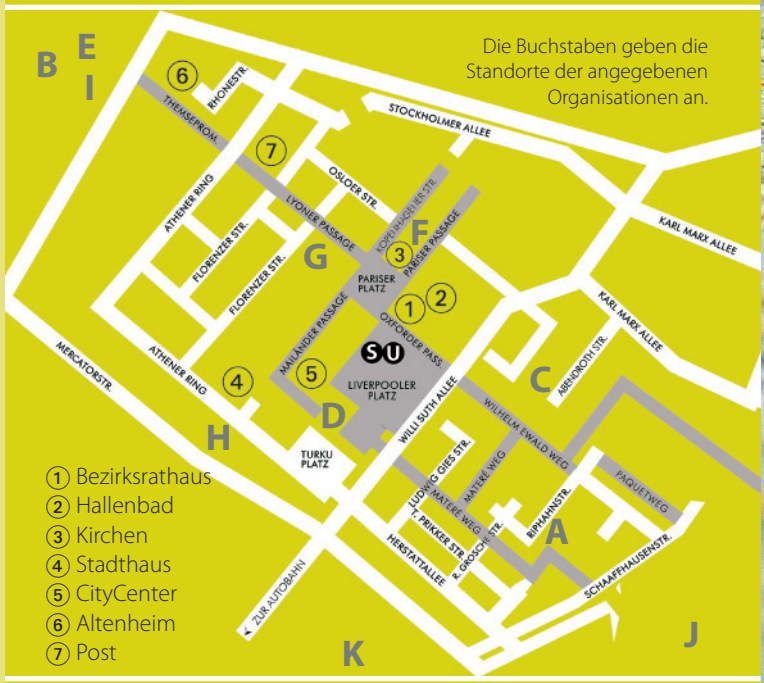 B
E
I
Die Buchstaben geben die
Standorte der angegebenen
Organisationen an.
6
RHONESTR.
THEMSEPROM.
STOCKHOLMER ALLEE
7
OSLOER STR.
ATHENER RING
LYONER PASSAGE
KOPENHAGENER STR.
KARL MARX ALLEE
FLORENZER STR.
G
F
3
PARISER PASSAGE
FLORENZER STR.
PARISER
PLATZ
1
2
KARL MARX ALLEE
MERCATORSTR.
ATHENER RING
MAILÄNDER PASSAGE
OXFORDER PASS.
S U
5
LIVERPOOLER
PLATZ
C
ABENDROTH STR.
4
D
WILLI SUTH ALLEE
WILHELM EWALD WEG
H
TURKU
PLATZ
LUDWIG GIES STR.
MATARÉ WEG
MATARÉ WEG
PAQUETWEG
T. PRIKKER STR.
R. GROSCHE STR.
RIPHAHNSTR.
A
HERSTATTALLEE
SCHAAFFHAUSENSTR.
ZUR AUTOBAHN
K
J
1 Bezirksrathaus
2 Hallenbad
3 Kirchen
4 Stadthaus
5 CityCenter
6 Altenheim
7 Post